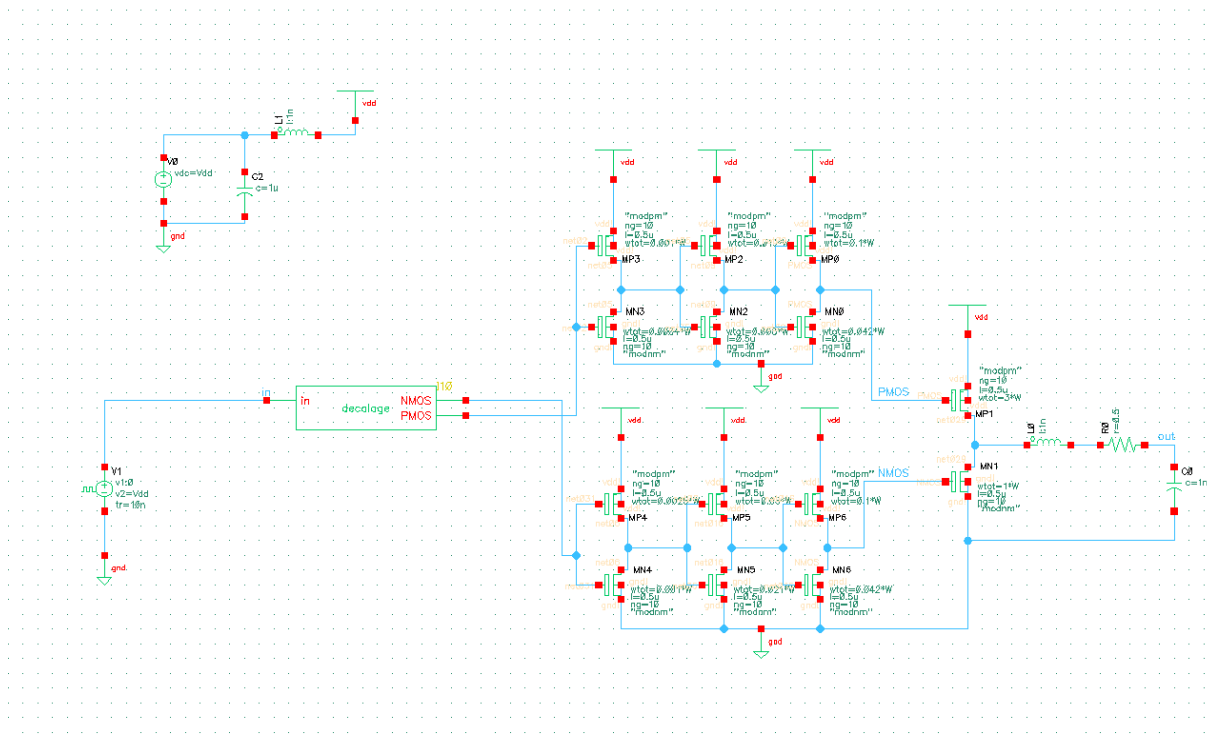 L1
l:1n
vdd
V0
vdc=Vdd
C2
c=1u
gnd
vdd
vdd
vdd
"modpm"
ng=10
l=0.5u
MP3
"modpm"
ng=10
l=0.5u
MP2
"modpm"
ng=10
l=0.5u
wtot=0.1*W
MP0
PMOS
MN3
l=0.5u
ng=10
"modnm"
MN2
l=0.5u
ng=10
"modnm"
PMOS
MN0
wtot=0.042*W
l=0.5u
ng=10
"modnm"
gnd
vdd
"modpm"
ng=10
l=0.5u
wtot=3*W
PMOS
MP1
in
I10
in
NMOS
decalage
PMOS
V1
v1:0
v2=Vdd
tr=10n
gnd
vdd
vdd
vdd
"modpm"
ng=10
l=0.5u
MP4
"modpm"
ng=10
l=0.5u
MP5
"modpm"
ng=10
l=0.5u
wtot=0.1*W
MP6
NMOS
MN1
wtot=1*W
l=0.5u
ng=10
"modnm"
L0
l:1n
R0
r=0.5
out
C0
c=1n
MN4
l=0.5u
ng=10
"modnm"
MN5
wtot=0.021*W
l=0.5u
ng=10
"modnm"
MN6
wtot=0.042*W
l=0.5u
ng=10
"modnm"
gnd